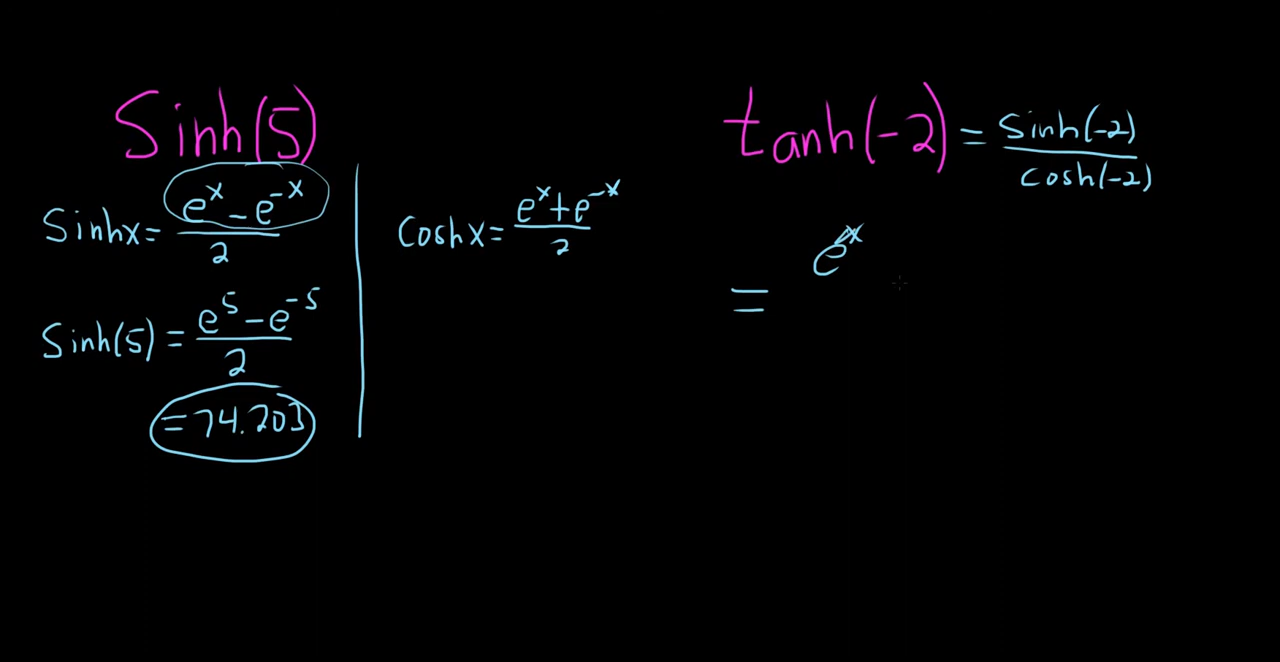 Sinh(5)
Sinhx = (e^x - e^-x)/2
Sinh(5) = (e^5 - e^-5)/2
= 74.203
Coshx = (e^x + e^-x)/2
tanh(-2) = Sinh(-2)/cosh(-2)
= e^x